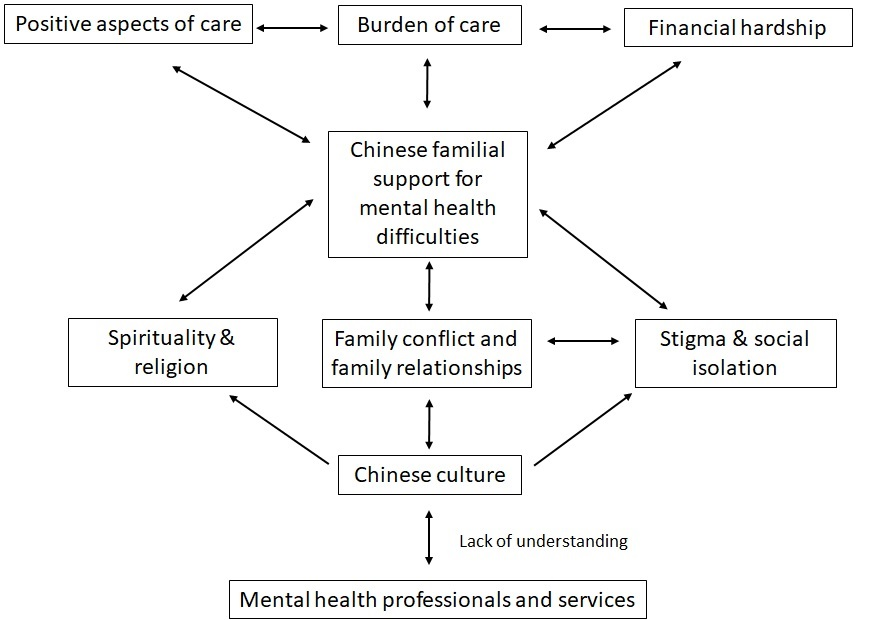 Positive aspects of care
Burden of care
Financial hardship
Chinese familial
support for
mental health
difficulties
Spirituality &
religion
Family conflict and
family relationships
Stigma & social
isolation
Chinese culture
Lack of understanding
Mental health professionals and services